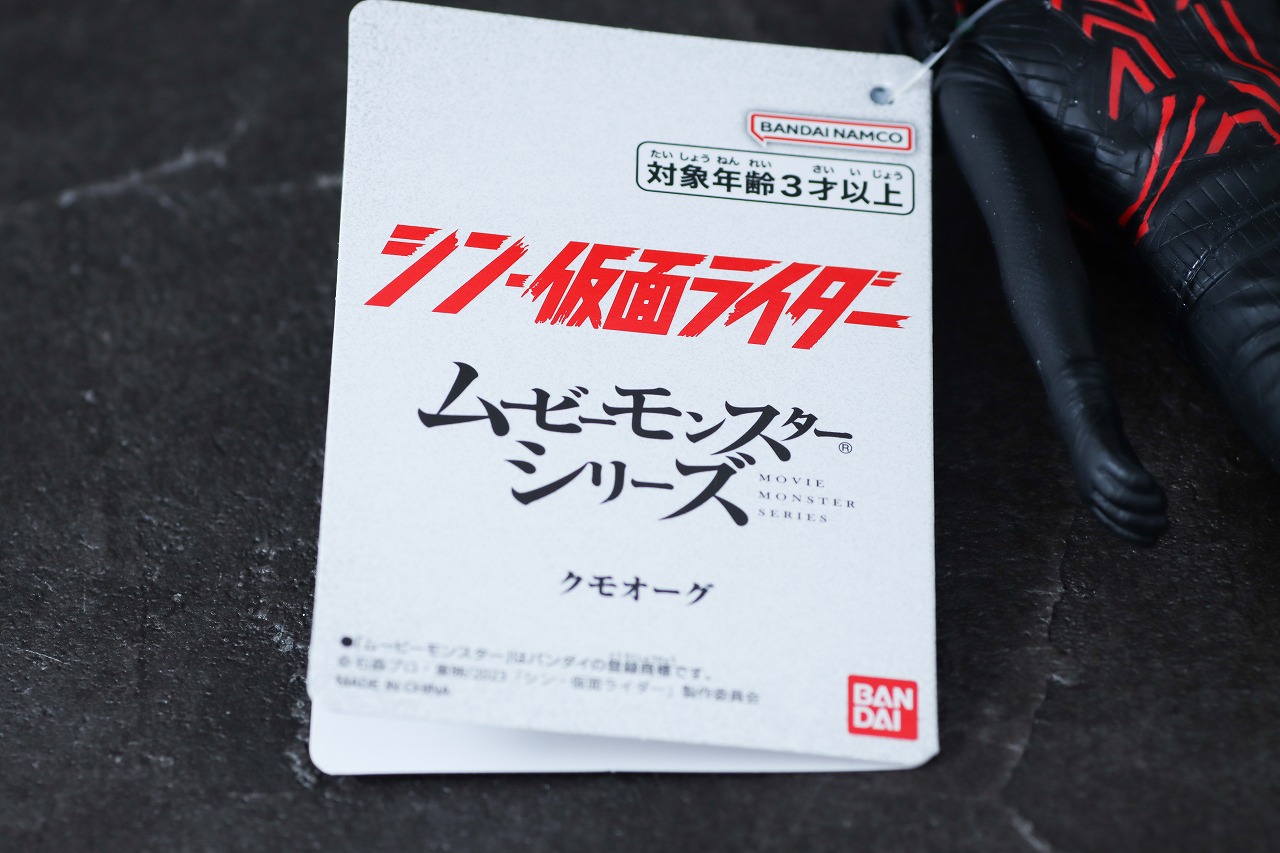 BANDAI NAMCO
たい しょう ねん れい さい い じょう
対象年齢3才以上
シン・仮面ライダー
ムービーモンスター®
シリーズ
MOVIE
MONSTER
SERIES
クモオーグ
●「ムービーモンスター」はバンダイの登録商標です。
©石森プロ・東映/2023「シン・仮面ライダー」製作委員会
MADE IN CHINA
BAN
DAI